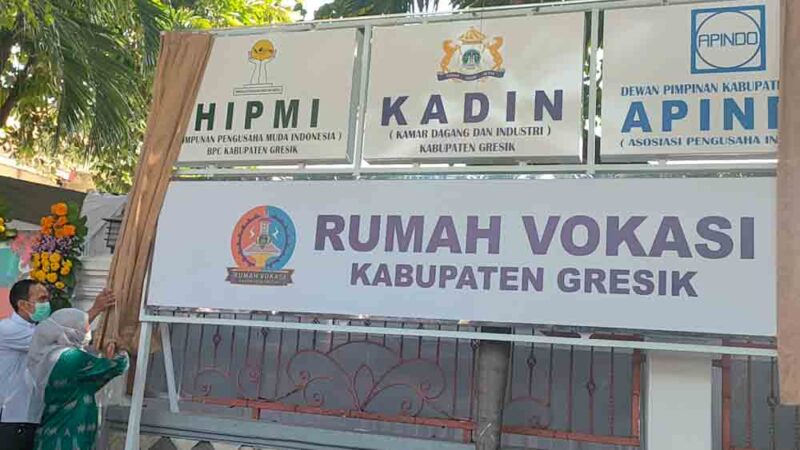 HIPMI
HIMPUNAN PENGUSAHA MUDA INDONESIA )
BPC KABUPATEN GRESIK
KADIN
( KAMAR DAGANG DAN INDUSTRI )
KABUPATEN GRESIK
APINDO
DEWAN PIMPINAN KABUPAT
APIN
( ASOSIASI PENGUSAHA IN
RUMAH VOKASI
RUMAH VOKASI
KABUPATEN GRESIK